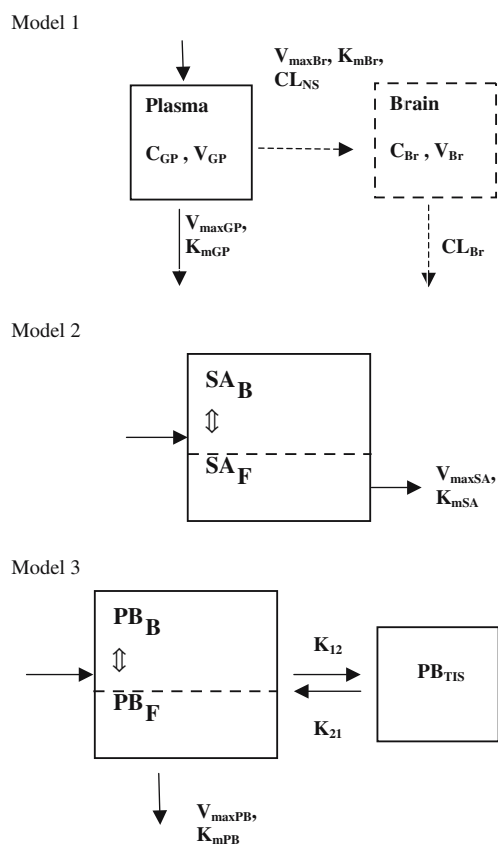 Model 1
V_maxBr, K_mBr,
CL_NS
Plasma
Brain
C_GP , V_GP
C_Br , V_Br
V_maxGP,
K_mGP
CL_Br
Model 2
SA_B
⇕
SA_F
V_maxSA,
K_mSA
Model 3
PB_B
⇕
PB_F
K_12
PB_TIS
K_21
V_maxPB,
K_mPB